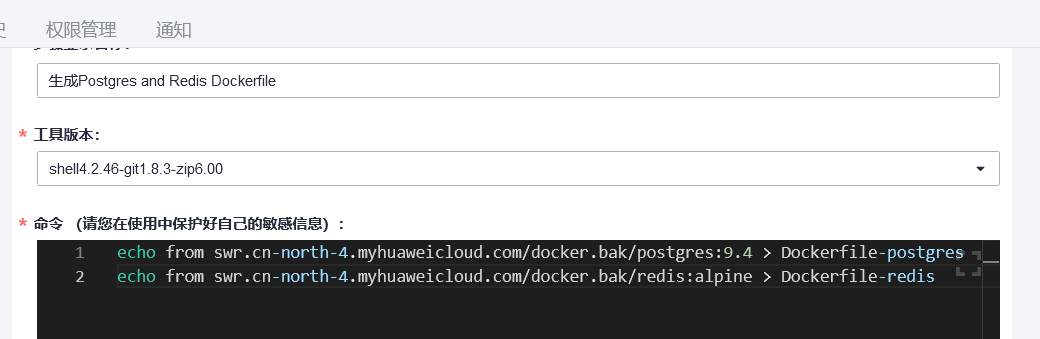 权限管理 通知
生成Postgres and Redis Dockerfile
* 工具版本：
shell4.2.46-git1.8.3-zip6.00
* 命令 （请您在使用中保护好自己的敏感信息）：
1 echo from swr.cn-north-4.myhuaweicloud.com/docker.bak/postgres:9.4 > Dockerfile-postgres
2 echo from swr.cn-north-4.myhuaweicloud.com/docker.bak/redis:alpine > Dockerfile-redis